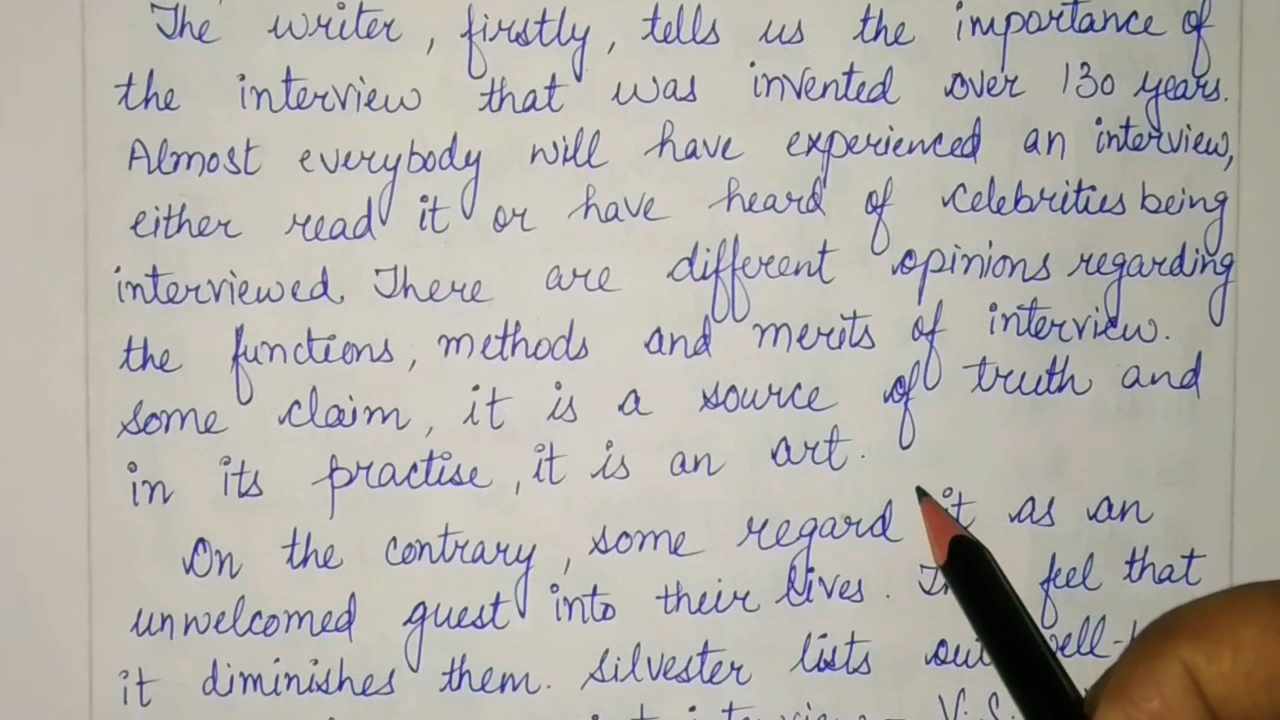 The writer, firstly, tells us the importance of
the interview that was invented over 130 years.
Almost everybody will have experienced an interview,
either read it or have heard of celebrities being
interviewed. There are different opinions regarding
the functions, methods and merits of interview.
some claim, it is a source of truth and
in its practise, it is an art.
On the contrary, some regard it as an
unwelcomed guest into their lives. feel that
it diminishes them. Silvester lists out well-
V.S.